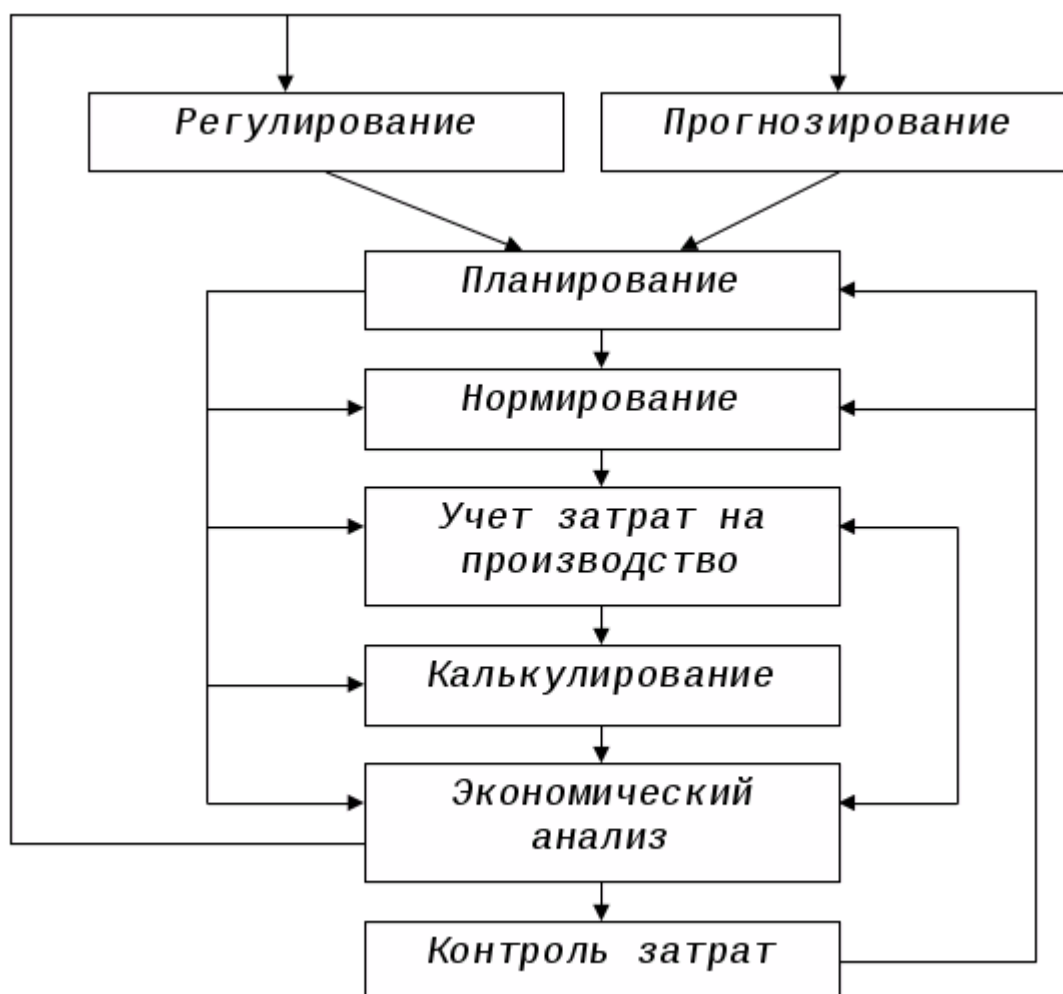 Регулирование
Прогнозирование
Планирование
Нормирование
Учет затрат на
производство
Калькулирование
Экономический
анализ
Контроль затрат